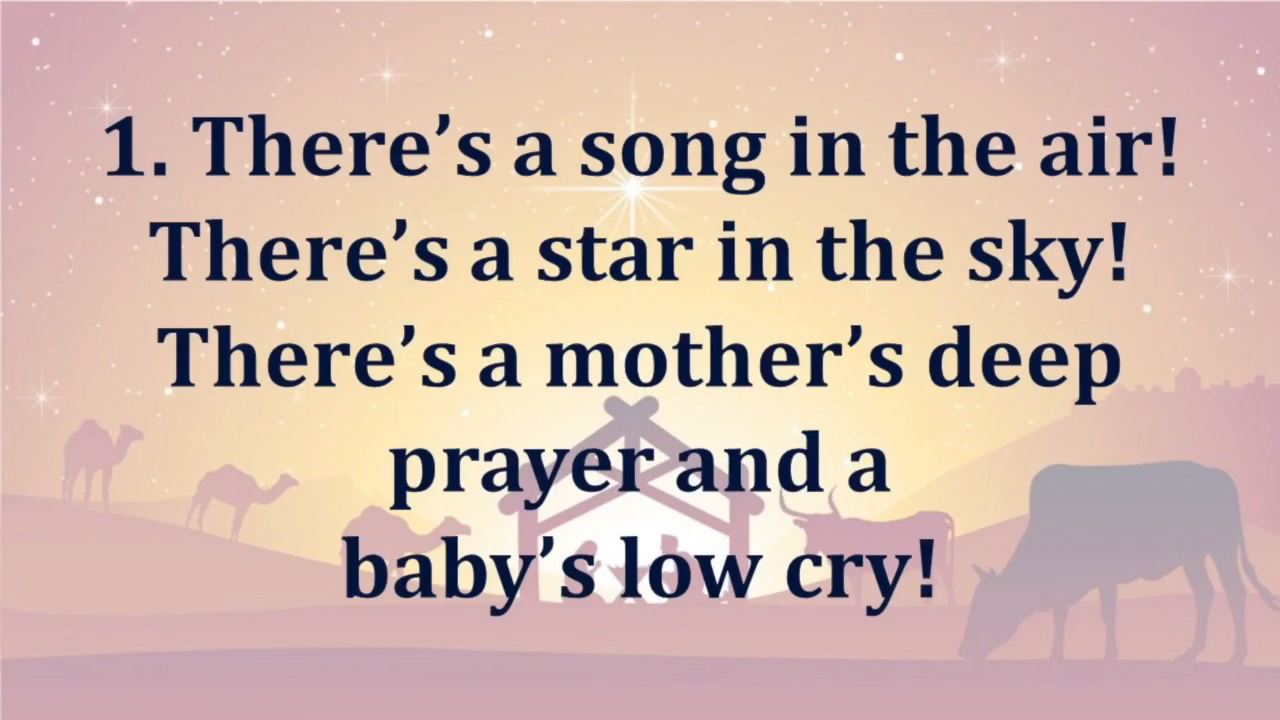 1. There’s a song in the air!
There’s a star in the sky!
There’s a mother’s deep
prayer and a
baby’s low cry!